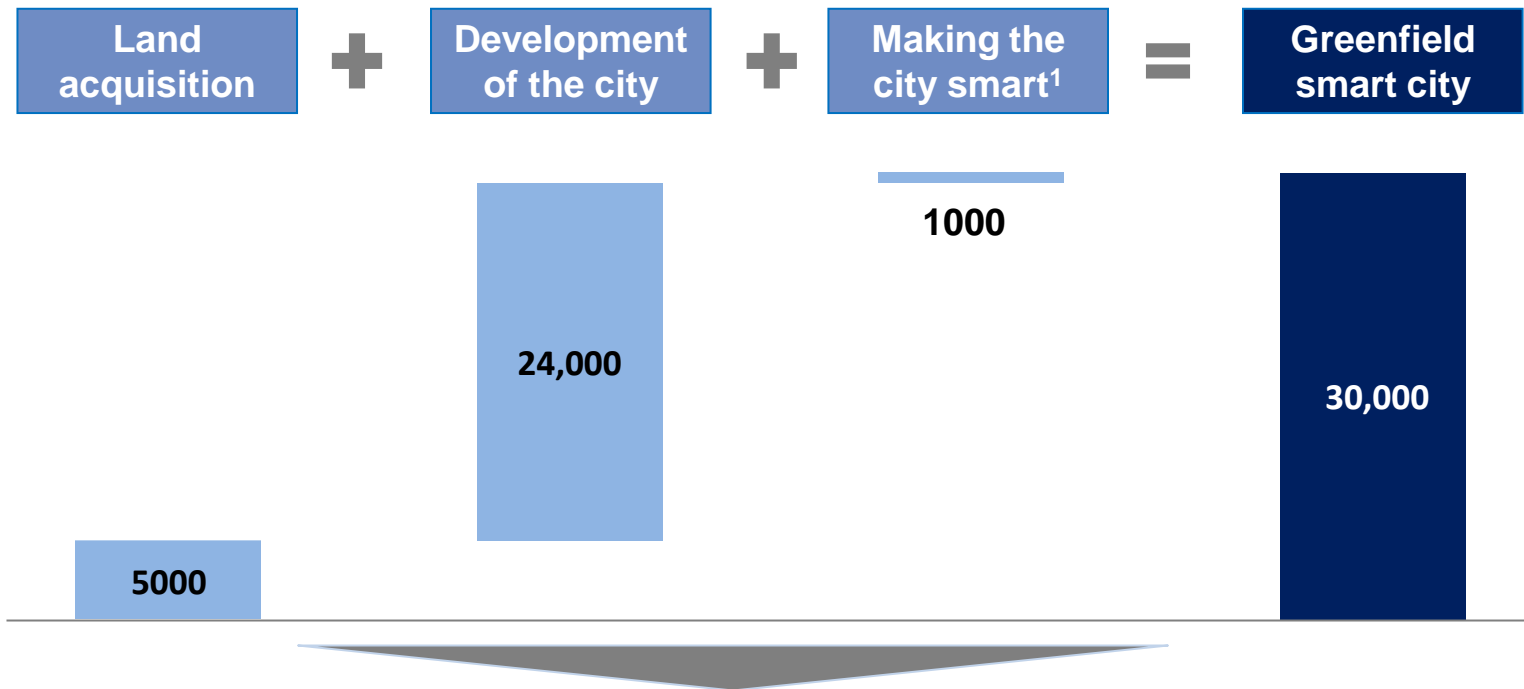 Land
acquisition
+
Development
of the city
+
Making the
city smart¹
=
Greenfield
smart city
1000
24,000
30,000
5000